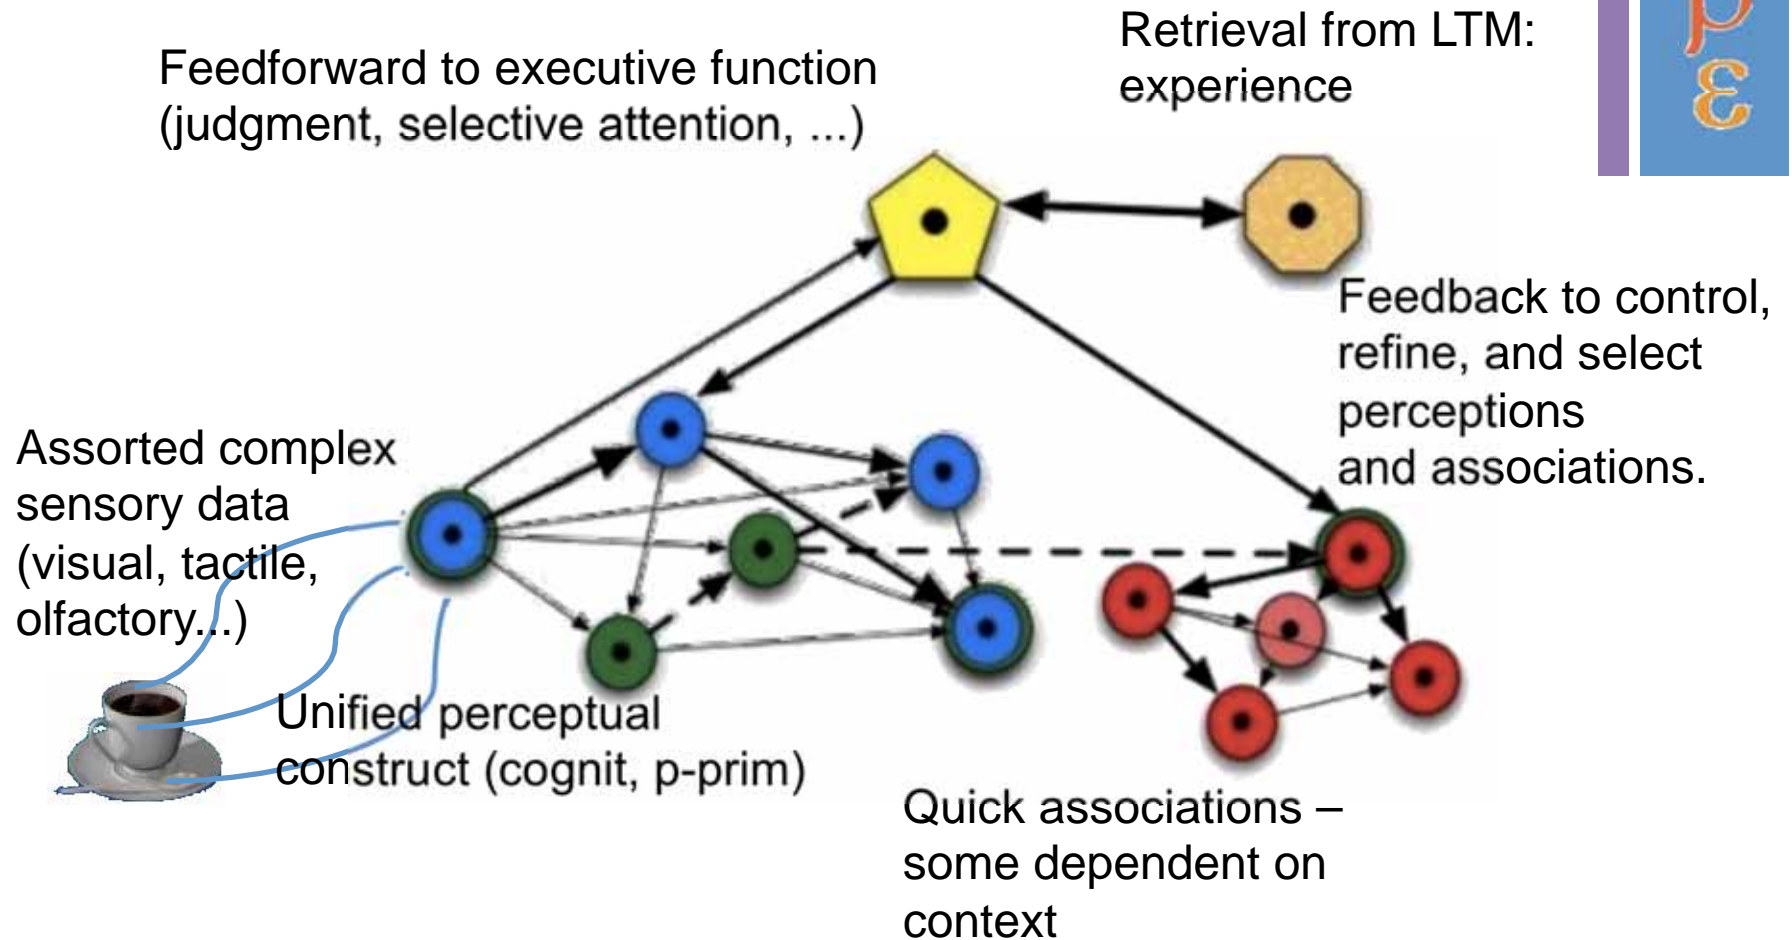 Feedforward to executive function
(judgment, selective attention, ...)
Retrieval from LTM:
experience
ρ
ε
Feedback to control,
refine, and select
perceptions
and associations.
Assorted complex
sensory data
(visual, tactile,
olfactory...)
Unified perceptual
construct (cognit, p-prim)
Quick associations –
some dependent on
context